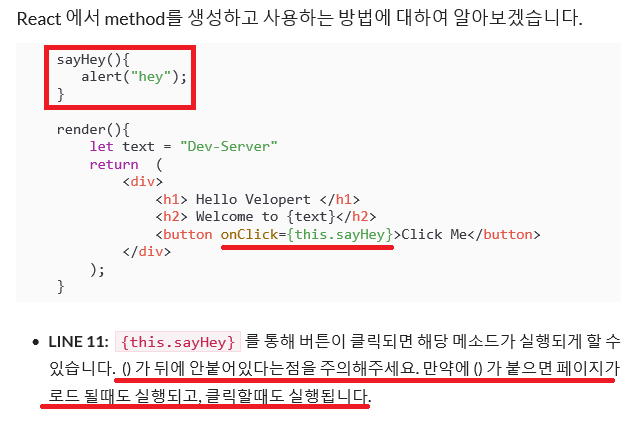 React 에서 method를 생성하고 사용하는 방법에 대하여 알아보겠습니다.
sayHey(){
alert("hey");
}
render(){
let text = "Dev-Server"
return (
<div>
<h1> Hello Velopert </h1>
<h2> Welcome to {text}</h2>
<button onClick={this.sayHey}>Click Me</button>
</div>
);
}
LINE 11: {this.sayHey} 를 통해 버튼이 클릭되면 해당 메소드가 실행되게 할 수
있습니다. () 가 뒤에 안붙어있다는점을 주의해주세요. 만약에 () 가 붙으면 페이지가
로드 될때도 실행되고, 클릭할때도 실행됩니다.